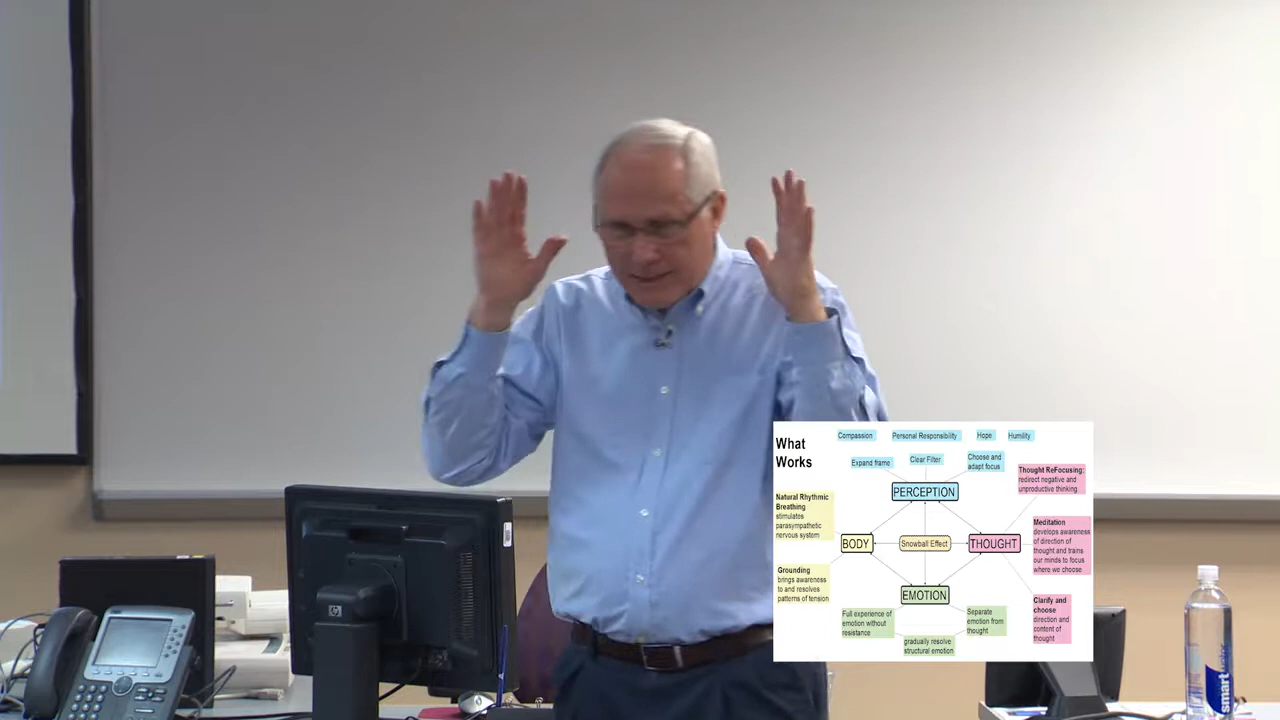 What
Works
Compassion
Personal Responsibility
Hope
Humility
Expand frame
Clear Filter
Choose and
adapt focus
PERCEPTION
Thought ReFocusing:
redirect negative and
unproductive thinking
Natural Rhythmic
Breathing
stimulates
parasympathetic
nervous system
BODY
Snowball Effect
THOUGHT
Meditation
develops awareness
of direction of
thought and trains
our minds to focus
where we choose
Grounding
brings awareness
to and resolves
patterns of tension
EMOTION
Full experience of
emotion without
resistance
gradually resolve
structural emotion
Separate
emotion from
thought
Clarify and
choose
direction and
content of
thought
hp
smart